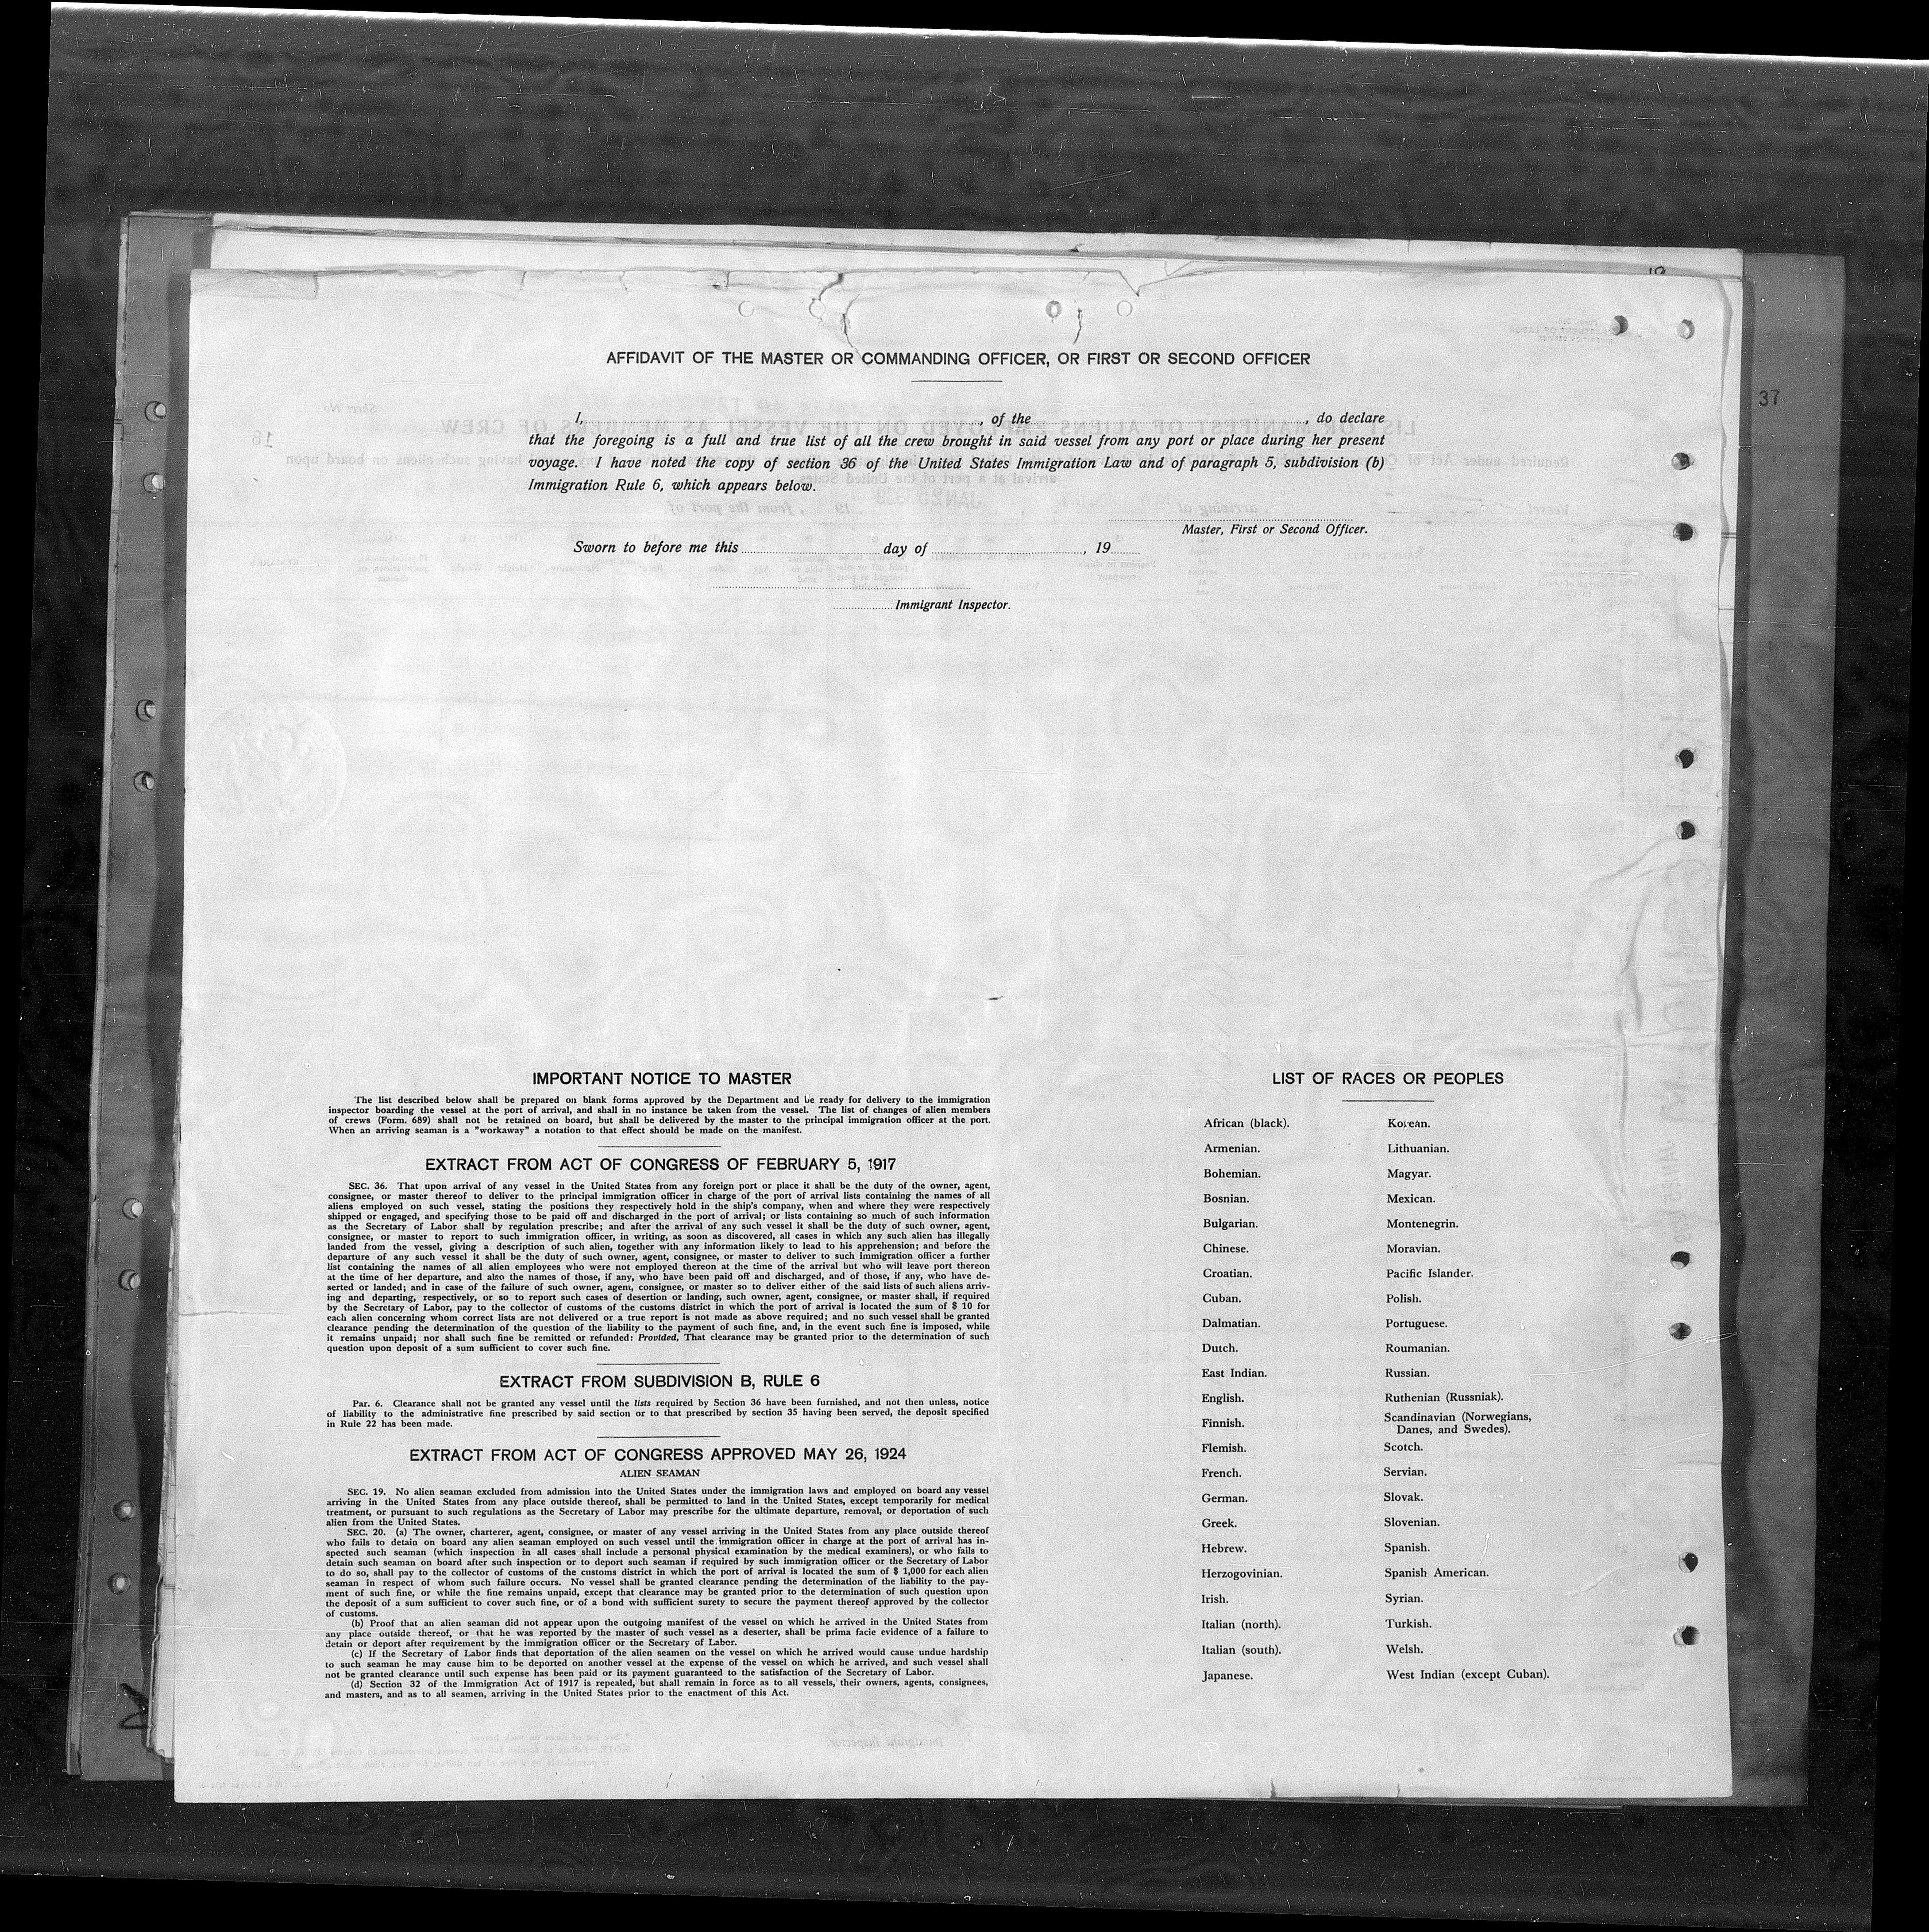 37
AFFIDAVIT OF THE MASTER OR COMMANDING OFFICER, OR FIRST OR SECOND OFFICER
I, , of the , do declare
that the foregoing is a full and true list of all the crew brought in said vessel from any port or place during her present
voyage. I have noted the copy of section 36 of the United States Immigration Law and of paragraph 5, subdivision (b)
Immigration Rule 6, which appears below.
Master, First or Second Officer.
Sworn to before me this day of , 19
Immigrant Inspector.
IMPORTANT NOTICE TO MASTER
The list described below shall be prepared on blank forms approved by the Department and be ready for delivery to the immigration
inspector boarding the vessel at the port of arrival, and shall in no instance be taken from the vessel. The list of changes of alien members
of crews (Form. 689) shall not be retained on board, but shall be delivered by the master to the principal immigration officer at the port.
When an arriving seaman is a "workaway" a notation to that effect should be made on the manifest.
EXTRACT FROM ACT OF CONGRESS OF FEBRUARY 5, 1917
SEC. 36. That upon arrival of any vessel in the United States from any foreign port or place it shall be the duty of the owner, agent,
consignee, or master thereof to deliver to the principal immigration officer in charge of the port of arrival lists containing the names of all
aliens employed on such vessel, stating the positions they respectively hold in the ship's company, when and where they were respectively
shipped or engaged, and specifying those to be paid off and discharged in the port of arrival; or lists containing so much of such information
as the Secretary of Labor shall by regulation prescribe; and after the arrival of any such vessel it shall be the duty of such owner, agent,
consignee, or master to report to such immigration officer, in writing, as soon as discovered, all cases in which any such alien has illegally
landed from the vessel, giving a description of such alien, together with any information likely to lead to his apprehension; and before the
departure of any such vessel it shall be the duty of such owner, agent, consignee, or master to deliver to such immigration officer a further
list containing the names of all alien employees who were not employed thereon at the time of the arrival but who will leave port thereon
at the time of her departure, and also the names of those, if any, who have been paid off and discharged, and of those, if any, who have de-
serted or landed; and in case of the failure of such owner, agent, consignee, or master so to deliver either of the said lists of such aliens arriv-
ing and departing, respectively, or so to report such cases of desertion or landing, such owner, agent, consignee, or master shall, if required
by the Secretary of Labor, pay to the collector of customs of the customs district in which the port of arrival is located the sum of $ 10 for
each alien concerning whom correct lists are not delivered or a true report is not made as above required; and no such vessel shall be granted
clearance pending the determination of the question of the liability to the payment of such fine, and, in the event such fine is imposed, while
it remains unpaid; nor shall such fine be remitted or refunded: Provided, That clearance may be granted prior to the determination of such
question upon deposit of a sum sufficient to cover such fine.
EXTRACT FROM SUBDIVISION B, RULE 6
Par. 6. Clearance shall not be granted any vessel until the lists required by Section 36 have been furnished, and not then unless, notice
of liability to the administrative fine prescribed by said section or to that prescribed by section 35 having been served, the deposit specified
in Rule 22 has been made.
EXTRACT FROM ACT OF CONGRESS APPROVED MAY 26, 1924
ALIEN SEAMAN
SEC. 19. No alien seaman excluded from admission into the United States under the immigration laws and employed on board any vessel
arriving in the United States from any place outside thereof, shall be permitted to land in the United States, except temporarily for medical
treatment, or pursuant to such regulations as the Secretary of Labor may prescribe for the ultimate departure, removal, or deportation of such
alien from the United States.
SEC. 20. (a) The owner, charterer, agent, consignee, or master of any vessel arriving in the United States from any place outside thereof
who fails to detain on board any alien seaman employed on such vessel until the immigration officer in charge at the port of arrival has in-
spected such seaman (which inspection in all cases shall include a personal physical examination by the medical examiners), or who fails to
detain such seaman on board after such inspection or to deport such seaman if required by such immigration officer or the Secretary of Labor
to do so, shall pay to the collector of customs of the customs district in which the port of arrival is located the sum of $ 1,000 for each alien
seaman in respect of whom such failure occurs. No vessel shall be granted clearance pending the determination of the liability to the pay-
ment of such fine, or while the fine remains unpaid, except that clearance may be granted prior to the determination of such question upon
the deposit of a sum sufficient to cover such fine, or of a bond with sufficient surety to secure the payment thereof approved by the collector
of customs.
(b) Proof that an alien seaman did not appear upon the outgoing manifest of the vessel on which he arrived in the United States from
any place outside thereof, or that he was reported by the master of such vessel as a deserter, shall be prima facie evidence of a failure to
detain or deport after requirement by the immigration officer or the Secretary of Labor.
(c) If the Secretary of Labor finds that deportation of the alien seamen on the vessel on which he arrived would cause undue hardship
to such seaman he may cause him to be deported on another vessel at the expense of the vessel on which he arrived, and such vessel shall
not be granted clearance until such expense has been paid or its payment guaranteed to the satisfaction of the Secretary of Labor.
(d) Section 32 of the Immigration Act of 1917 is repealed, but shall remain in force as to all vessels, their owners, agents, consignees,
and masters, and as to all seamen, arriving in the United States prior to the enactment of this Act.
LIST OF RACES OR PEOPLES
African (black).
Armenian.
Bohemian.
Bosnian.
Bulgarian.
Chinese.
Croatian.
Cuban.
Dalmatian.
Dutch.
East Indian.
English.
Finnish.
Flemish.
French.
German.
Greek.
Hebrew.
Herzogovinian.
Irish.
Italian (north).
Italian (south).
Japanese.
Korean.
Lithuanian.
Magyar.
Mexican.
Montenegrin.
Moravian.
Pacific Islander.
Polish.
Portuguese.
Roumanian.
Russian.
Ruthenian (Russniak).
Scandinavian (Norwegians,
Danes, and Swedes).
Scotch.
Servian.
Slovak.
Slovenian.
Spanish.
Spanish American.
Syrian.
Turkish.
Welsh.
West Indian (except Cuban).